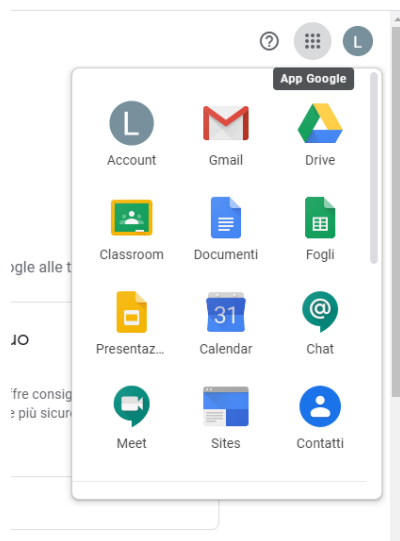 L
App Google
L
Account Gmail Drive
Classroom Documenti Fogli
31
Presentaz... Calendar Chat
Meet Sites Contatti
ogle alle t
uo
ffre consig
e più sicur